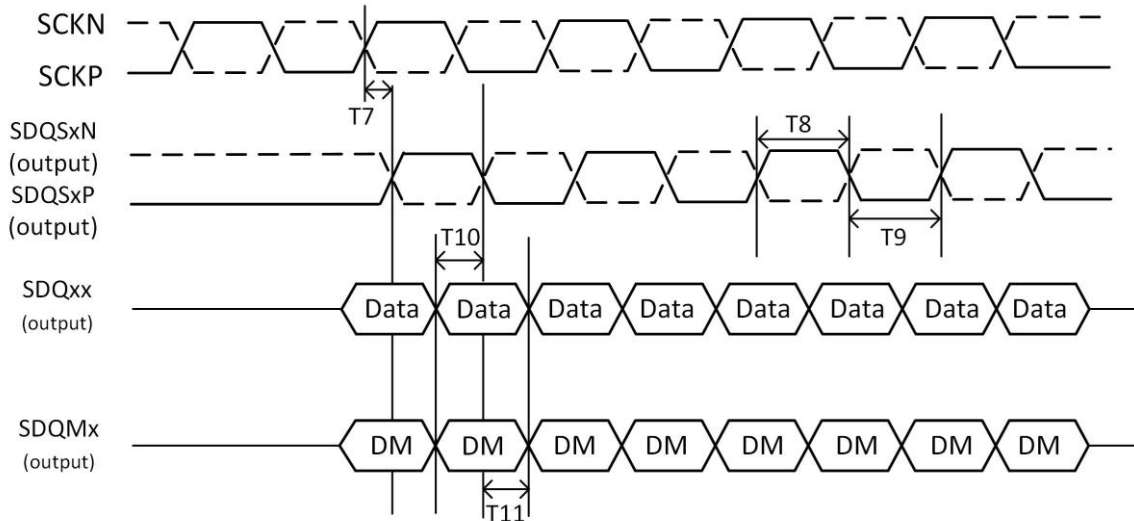 SCKN
SCKP
T7
SDQSxN
(output)
SDQSxP
(output)
T8
T9
T10
SDQxx
(output)
Data Data Data Data Data Data Data Data
SDQMx
(output)
DM DM DM DM DM DM DM DM
T11